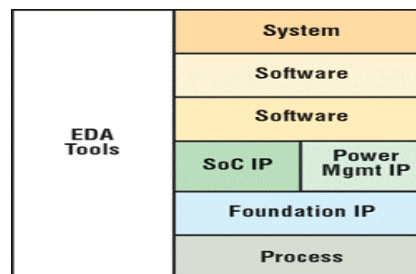 EDA
Tools
System
Software
Software
SoC IP
Power
Mgmt IP
Foundation IP
Process